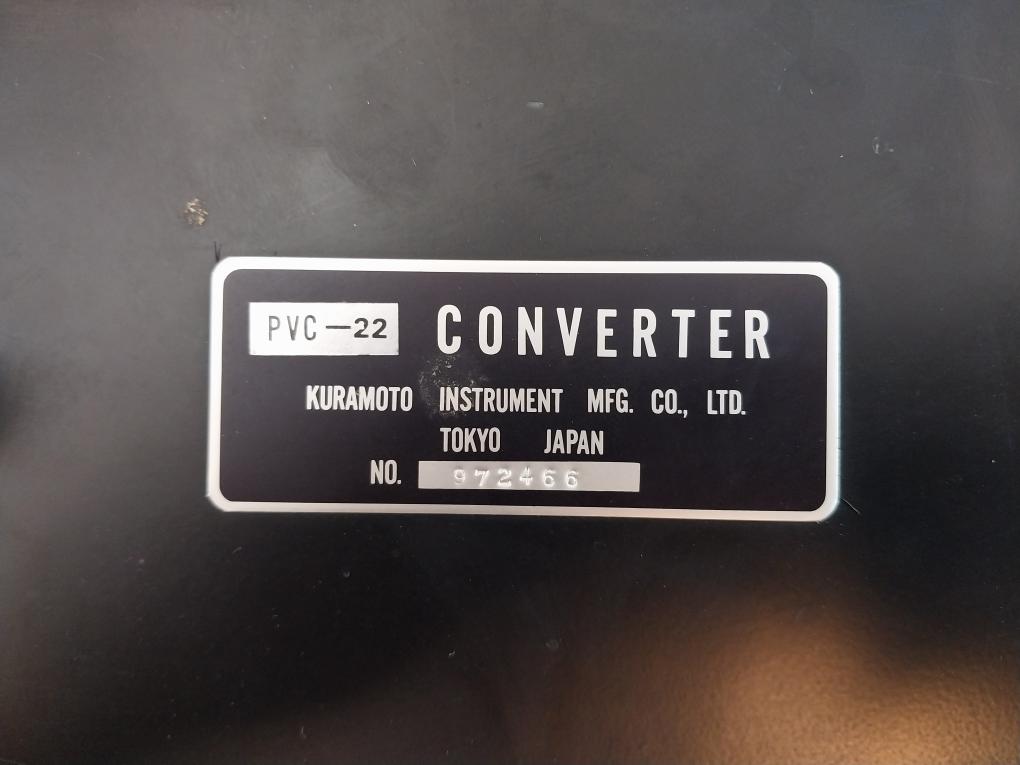 PVC-22 CONVERTER
KURAMOTO INSTRUMENT MFG. CO., LTD.
TOKYO JAPAN
NO. 972466